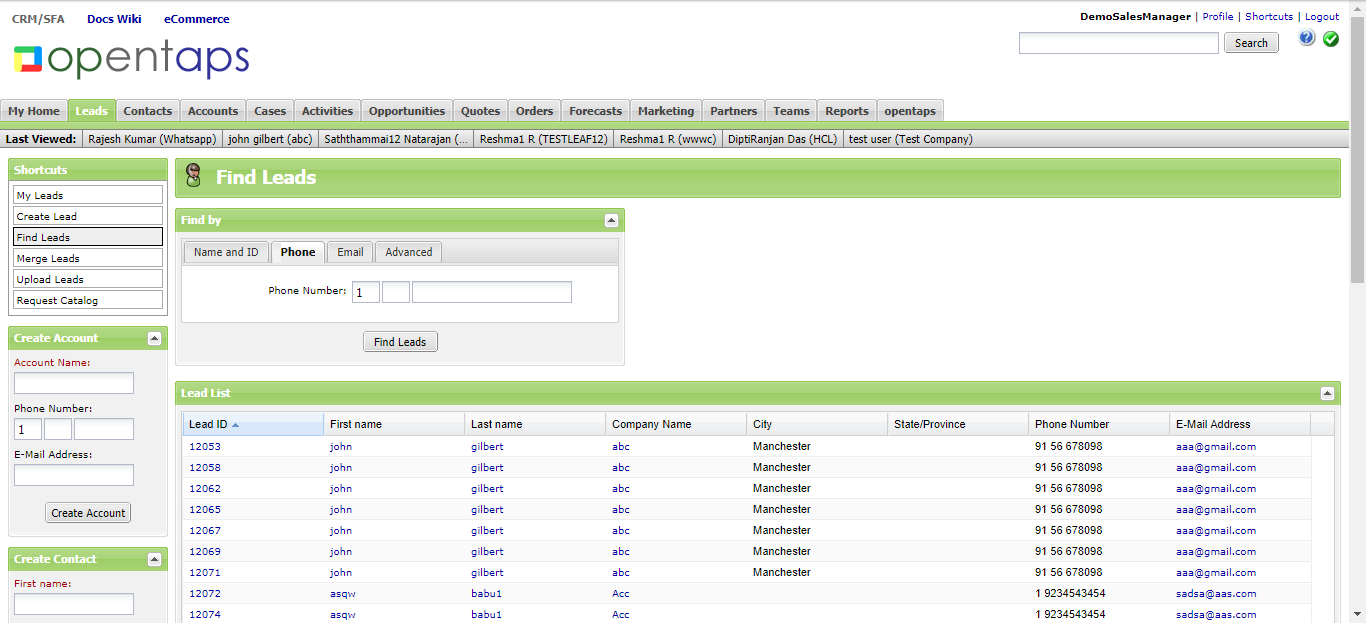 CRM/SFA Docs Wiki eCommerce
DemoSalesManager | Profile | Shortcuts | Logout
opentaps
Search
?
My Home Leads Contacts Accounts Cases Activities Opportunities Quotes Orders Forecasts Marketing Partners Teams Reports opentaps
Last Viewed: Rajesh Kumar (Whatsapp) john gilbert (abc) Saththammai12 Natarajan (... Reshma1 R (TESTLEAF12) Reshma1 R (wwwc) DiptiRanjan Das (HCL) test user (Test Company)
Shortcuts
My Leads
Create Lead
Find Leads
Merge Leads
Upload Leads
Request Catalog
Create Account
Account Name:
Phone Number:
1
E-Mail Address:
Create Account
Create Contact
First name:
Find Leads
Find by
Name and ID Phone Email Advanced
Phone Number: 1
Find Leads
Lead List
Lead ID First name Last name Company Name City State/Province Phone Number E-Mail Address
12053 john gilbert abc Manchester 91 56 678098 aaa@gmail.com
12058 john gilbert abc Manchester 91 56 678098 aaa@gmail.com
12062 john gilbert abc Manchester 91 56 678098 aaa@gmail.com
12065 john gilbert abc Manchester 91 56 678098 aaa@gmail.com
12067 john gilbert abc Manchester 91 56 678098 aaa@gmail.com
12069 john gilbert abc Manchester 91 56 678098 aaa@gmail.com
12071 john gilbert abc Manchester 91 56 678098 aaa@gmail.com
12072 asqw babu1 Acc 1 9234543454 sadsa@aas.com
12074 asqw babu1 Acc 1 9234543454 sadsa@aas.com